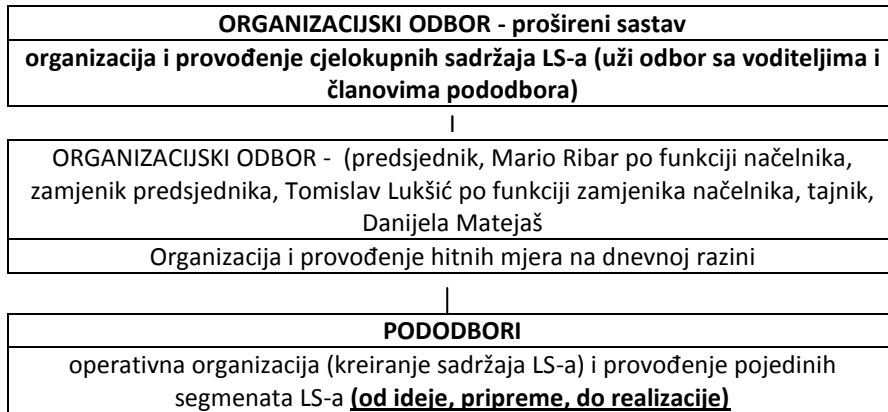 ORGANIZACIJSKI ODBOR - prošireni sastav
organizacija i provođenje cjelokupnih sadržaja LS-a (uži odbor sa voditeljima i
članovima pododbora)
I
ORGANIZACIJSKI ODBOR - (predsjednik, Mario Ribar po funkciji načelnika,
zamjenik predsjednika, Tomislav Lukšić po funkciji zamjenika načelnika, tajnik,
Danijela Matejaš
Organizacija i provođenje hitnih mjera na dnevnoj razini
|
PODODBORI
operativna organizacija (kreiranje sadržaja LS-a) i provođenje pojedinih
segmenata LS-a (od ideje, pripreme, do realizacije)